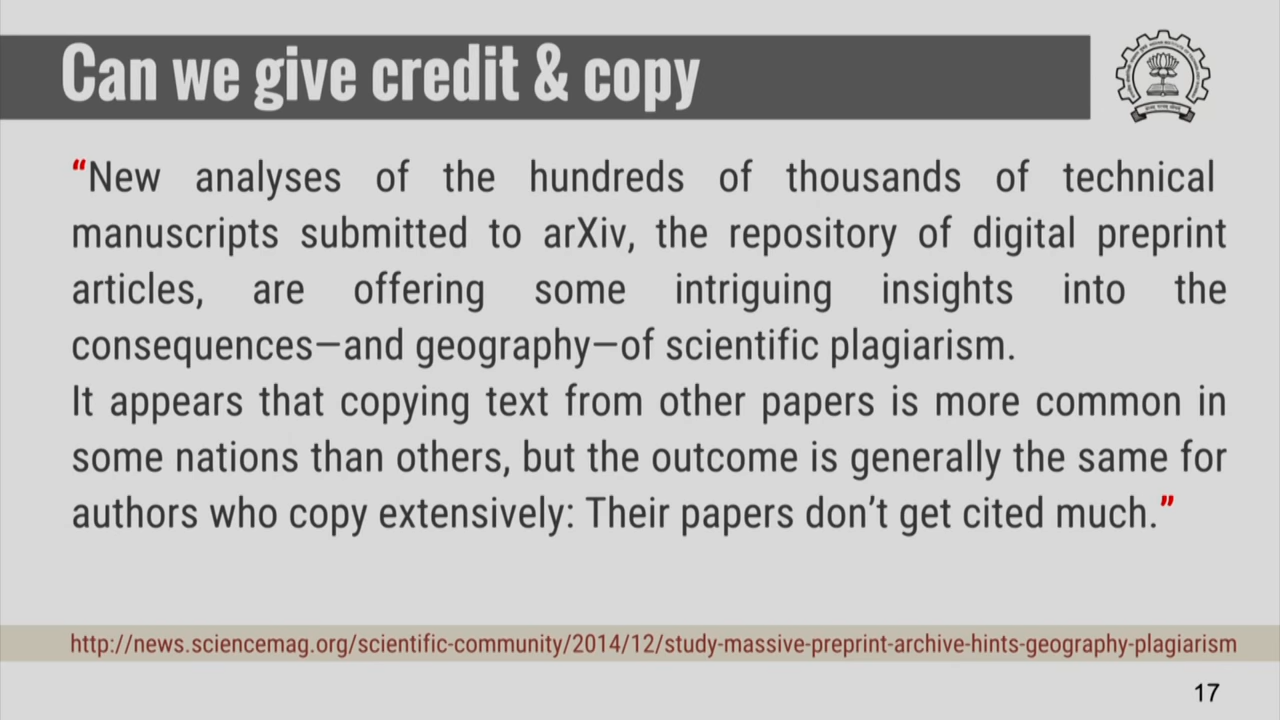 Can we give credit & copy
“New analyses of the hundreds of thousands of technical
manuscripts submitted to arXiv, the repository of digital preprint
articles, are offering some intriguing insights into the
consequences—and geography—of scientific plagiarism.
It appears that copying text from other papers is more common in
some nations than others, but the outcome is generally the same for
authors who copy extensively: Their papers don’t get cited much.”
http://news.sciencemag.org/scientific-community/2014/12/study-massive-preprint-archive-hints-geography-plagiarism
17